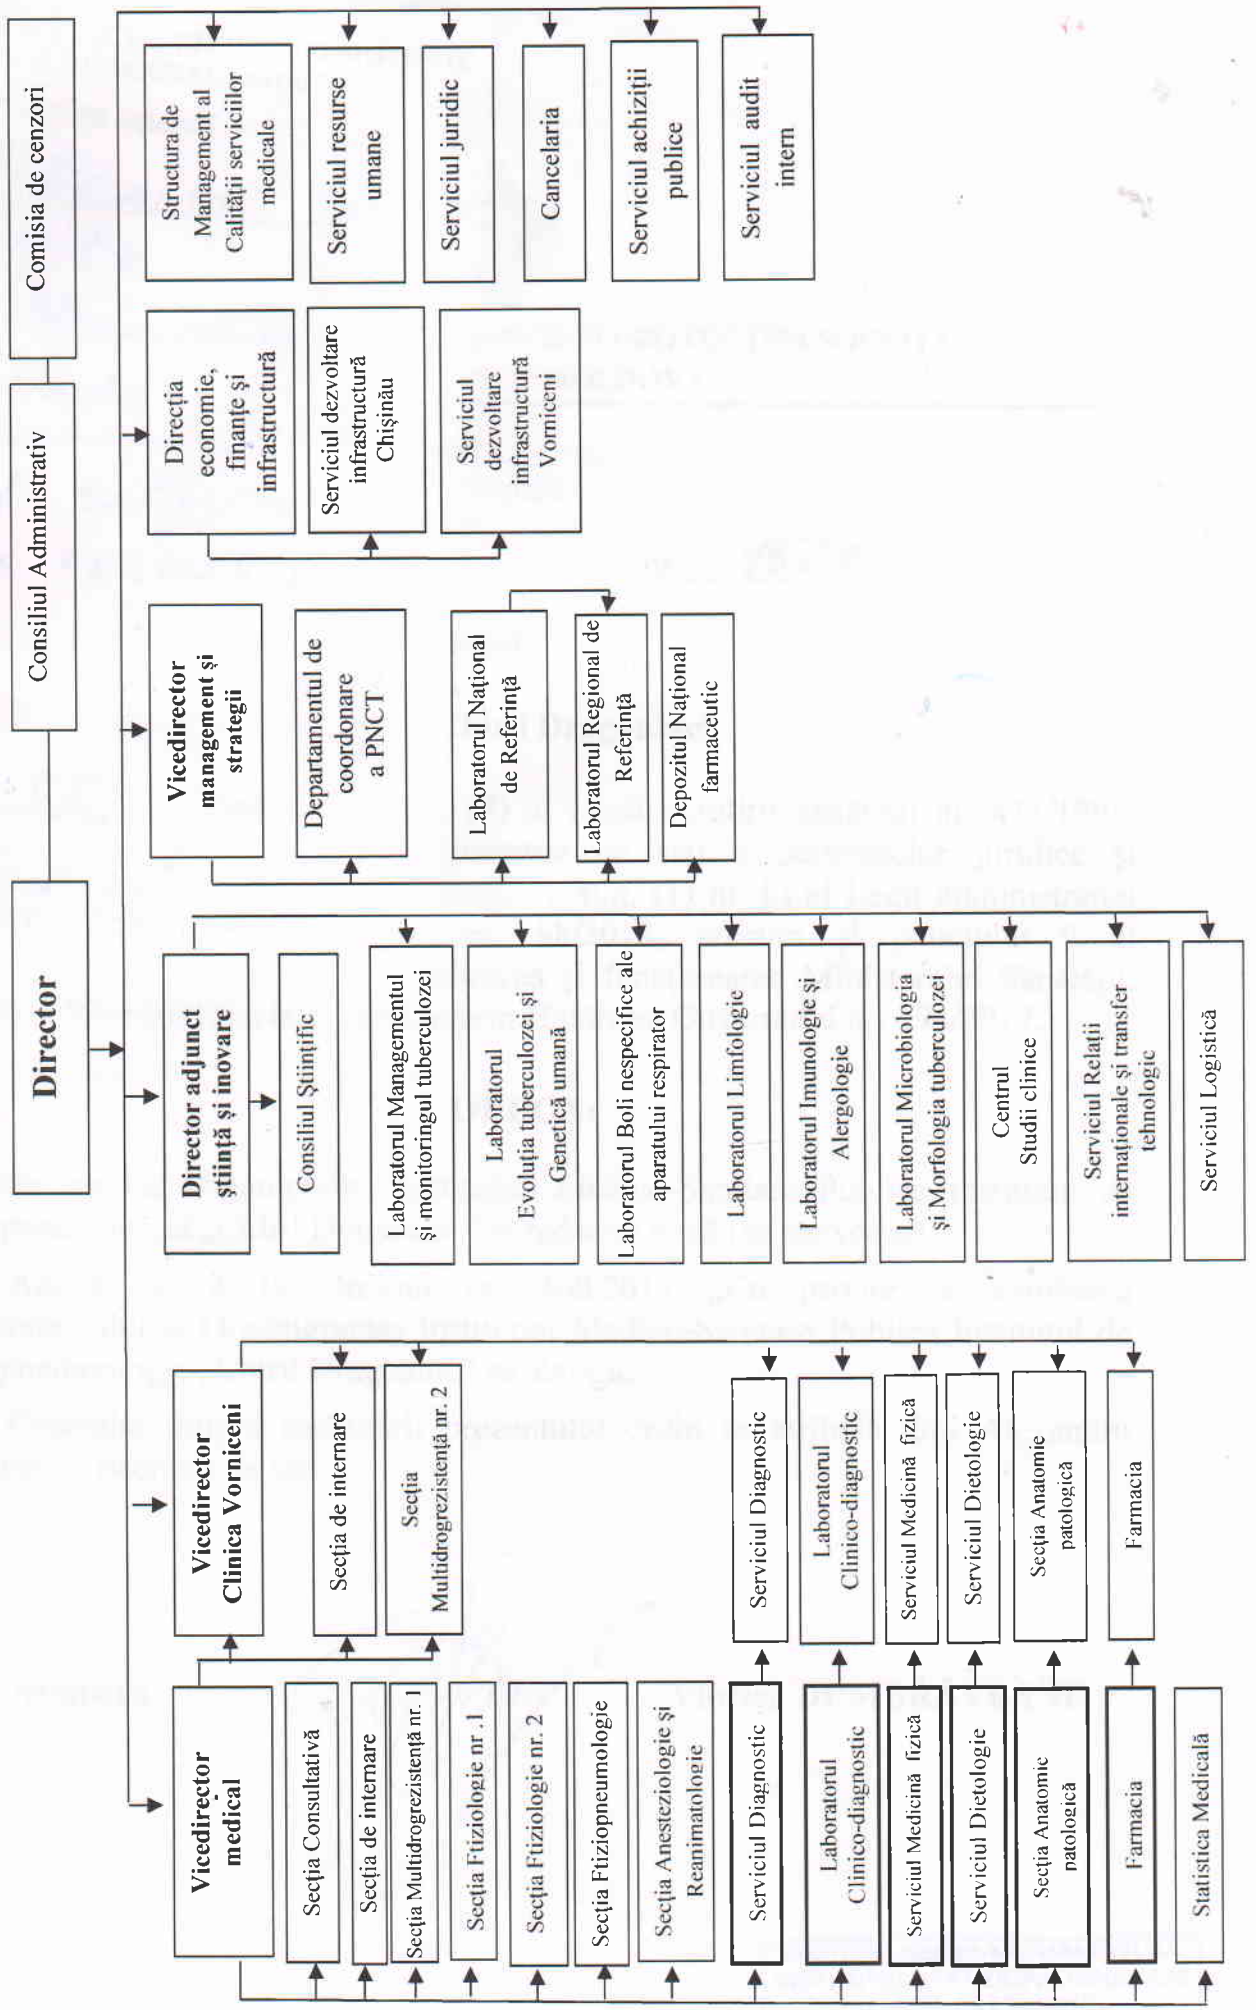 Director
Consiliul Administrativ
Comisia de cenzori
Vicedirector
medical
Secția Consultativă
Secția de internare
Secția Multidrogrezistență nr. 1
Secția Ftiziologie nr .1
Secția Ftiziologie nr. 2
Secția Ftiziopneumologie
Secția Anesteziologie și
Reanimatologie
Serviciul Diagnostic
Laboratorul
Clinico-diagnostic
Serviciul Medicină fizică
Serviciul Dietologie
Secția Anatomie
patologică
Farmacia
Statistica Medicală
Vicedirector
Clinica Vorniceni
Secția de internare
Secția
Multidrogrezistență nr. 2
Serviciul Diagnostic
Laboratorul
Clinico-diagnostic
Serviciul Medicină fizică
Serviciul Dietologie
Secția Anatomie
patologică
Farmacia
Director adjunct
știință și inovare
Consiliul Științific
Laboratorul Managementul
și monitoringul tuberculozei
Laboratorul
Evoluția tuberculozei și
Genetică umană
Laboratorul Boli nespecifice ale
aparatului respirator
Laboratorul Limfologie
Laboratorul Imunologie și
Alergologie
Laboratorul Microbiologia
și Morfologia tuberculozei
Centrul
Studii clinice
Serviciul Relații
internaționale și transfer
tehnologic
Serviciul Logistică
Vicedirector
management și
strategii
Departamentul de
coordonare
a PNCT
Laboratorul Național
de Referință
Laboratorul Regional de
Referință
Depozitul Național
farmaceutic
Direcția
economie,
finanțe și
infrastructură
Serviciul dezvoltare
infrastructură
Chișinău
Serviciul
dezvoltare
infrastructură
Vorniceni
Structura de
Management al
Calității serviciilor
medicale
Serviciul resurse
umane
Serviciul juridic
Cancelaria
Serviciul achiziții
publice
Serviciul audit
intern